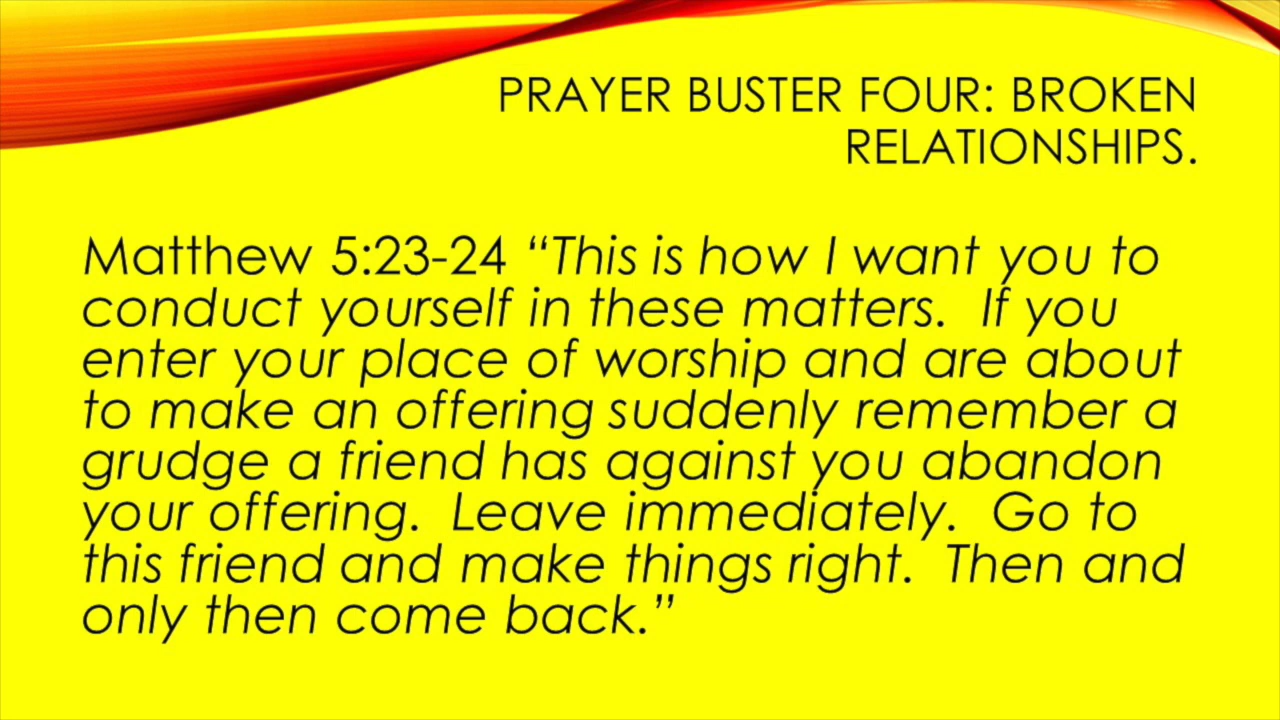 PRAYER BUSTER FOUR: BROKEN
RELATIONSHIPS.
Matthew 5:23-24 “This is how I want you to
conduct yourself in these matters.  If you
enter your place of worship and are about
to make an offering suddenly remember a
grudge a friend has against you abandon
your offering.  Leave immediately.  Go to
this friend and make things right.  Then and
only then come back.”